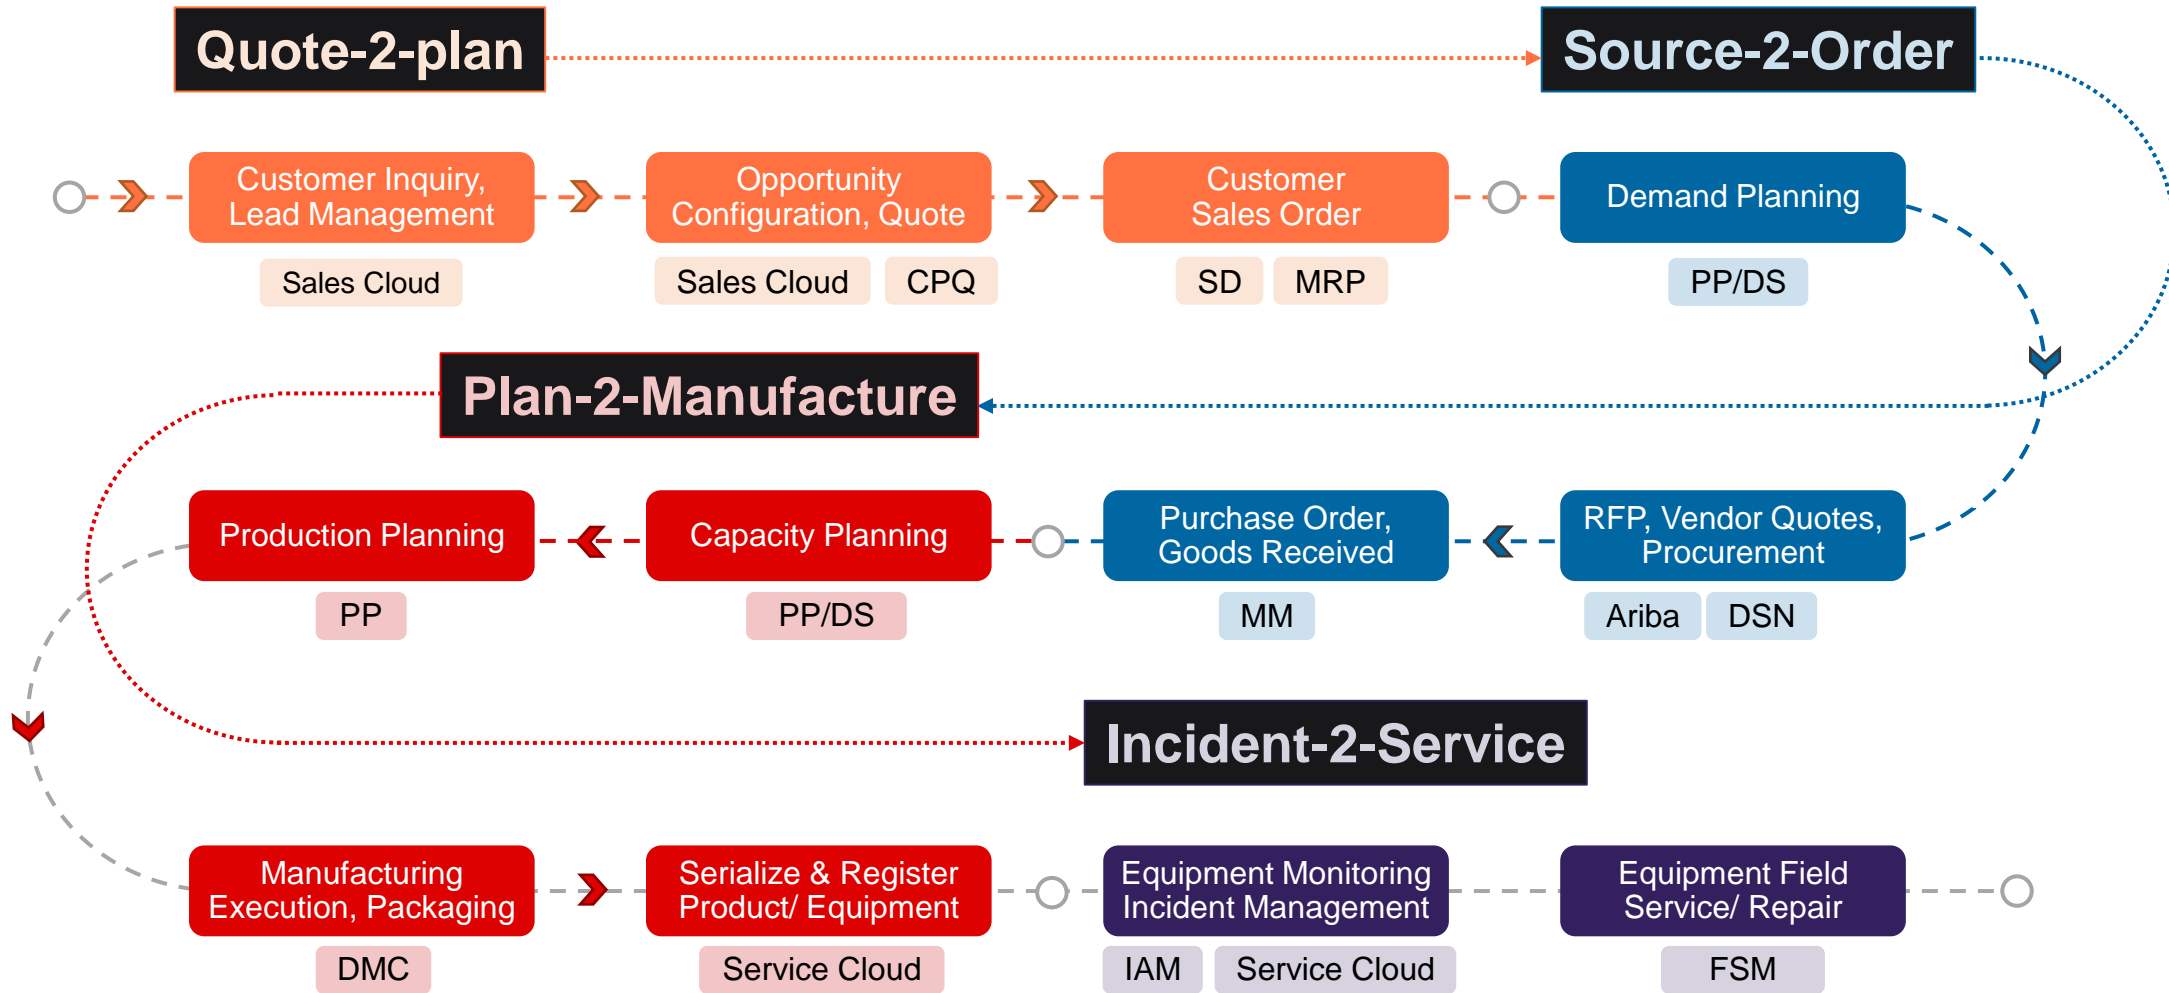 Quote-2-plan
Source-2-Order
Customer Inquiry,
Lead Management
Opportunity
Configuration, Quote
Customer
Sales Order
Demand Planning
Sales Cloud
Sales Cloud
CPQ
SD
MRP
PP/DS
Plan-2-Manufacture
Production Planning
Capacity Planning
Purchase Order,
Goods Received
RFP, Vendor Quotes,
Procurement
PP
PP/DS
MM
Ariba
DSN
Incident-2-Service
Manufacturing
Execution, Packaging
Serialize & Register
Product/ Equipment
Equipment Monitoring
Incident Management
Equipment Field
Service/ Repair
DMC
Service Cloud
IAM
Service Cloud
FSM